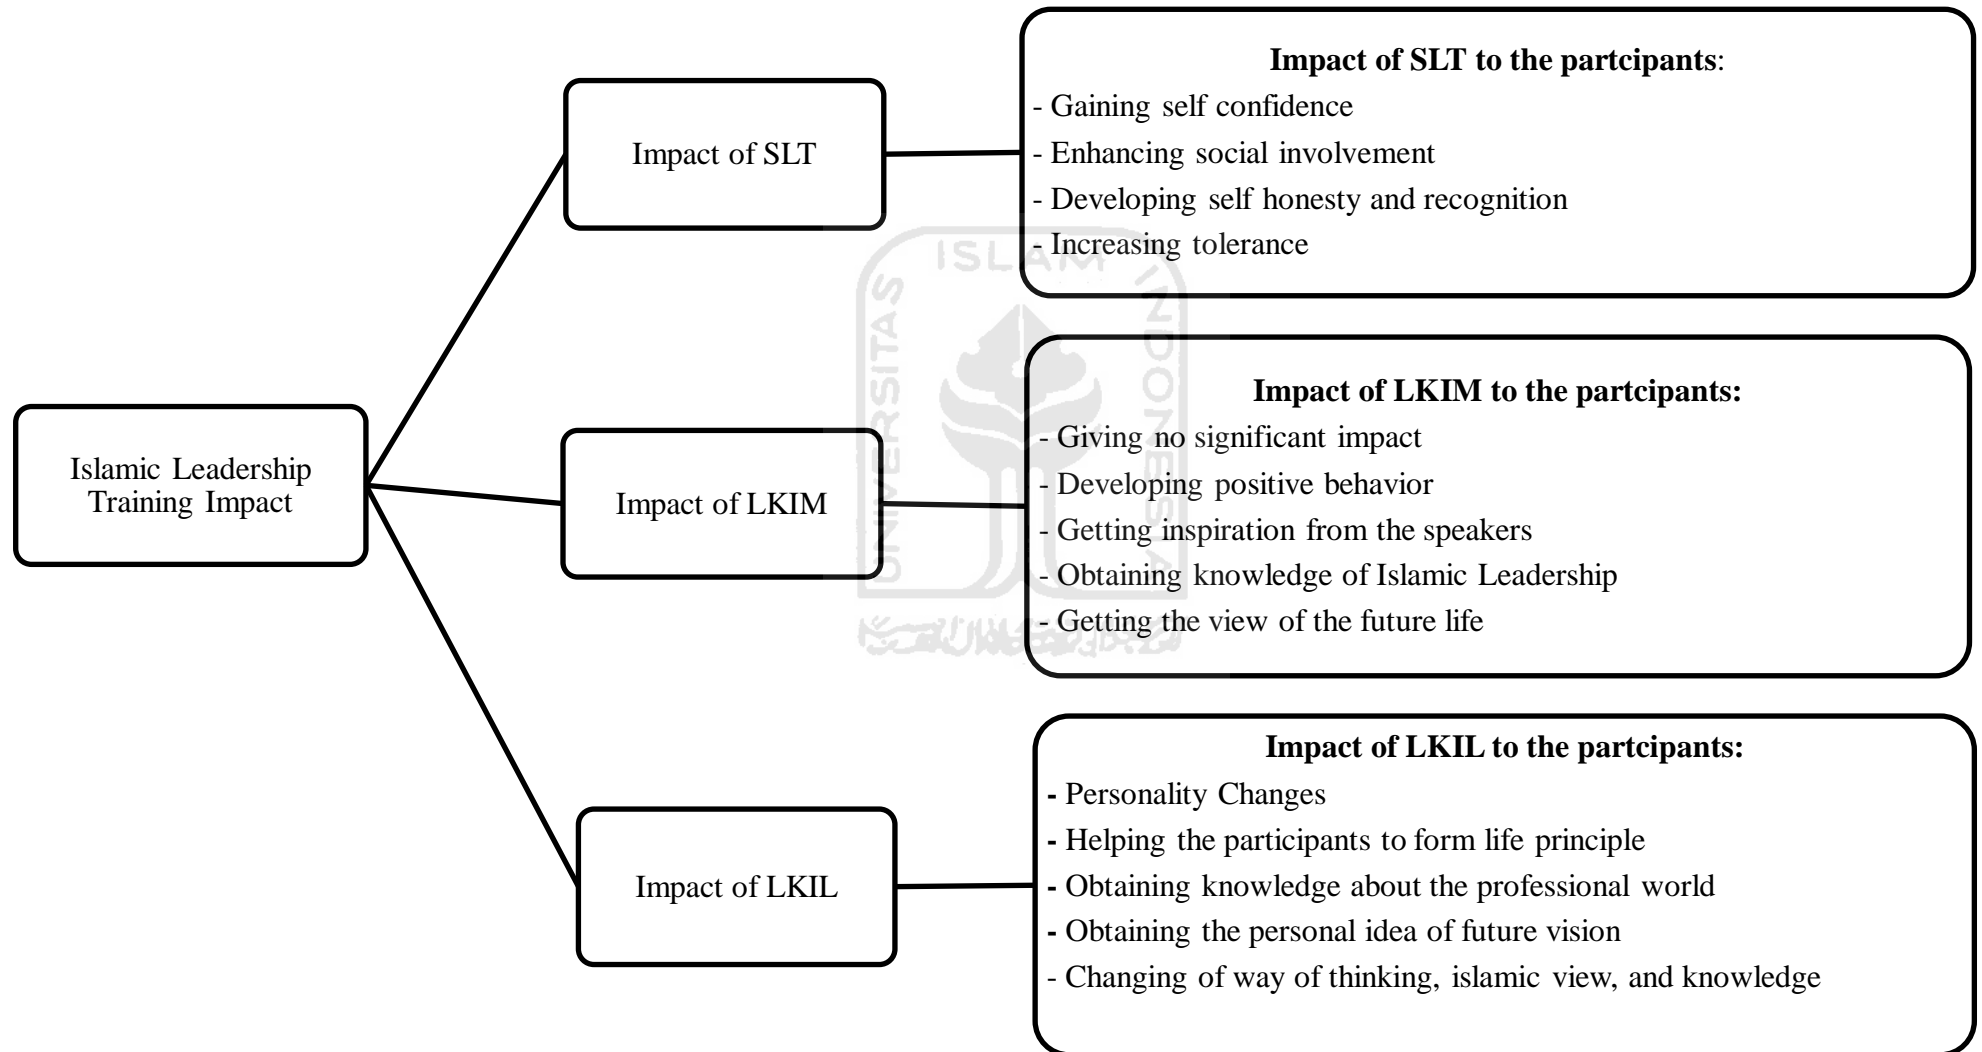 Islamic Leadership
Training Impact
Impact of SLT
Impact of SLT to the partcipants:
- Gaining self confidence
- Enhancing social involvement
- Developing self honesty and recognition
- Increasing tolerance
Impact of LKIM
Impact of LKIM to the partcipants:
- Giving no significant impact
- Developing positive behavior
- Getting inspiration from the speakers
- Obtaining knowledge of Islamic Leadership
- Getting the view of the future life
Impact of LKIL
Impact of LKIL to the partcipants:
- Personality Changes
- Helping the participants to form life principle
- Obtaining knowledge about the professional world
- Obtaining the personal idea of future vision
- Changing of way of thinking, islamic view, and knowledge
UNIVERSITAS
ISLAM
INDONESIA